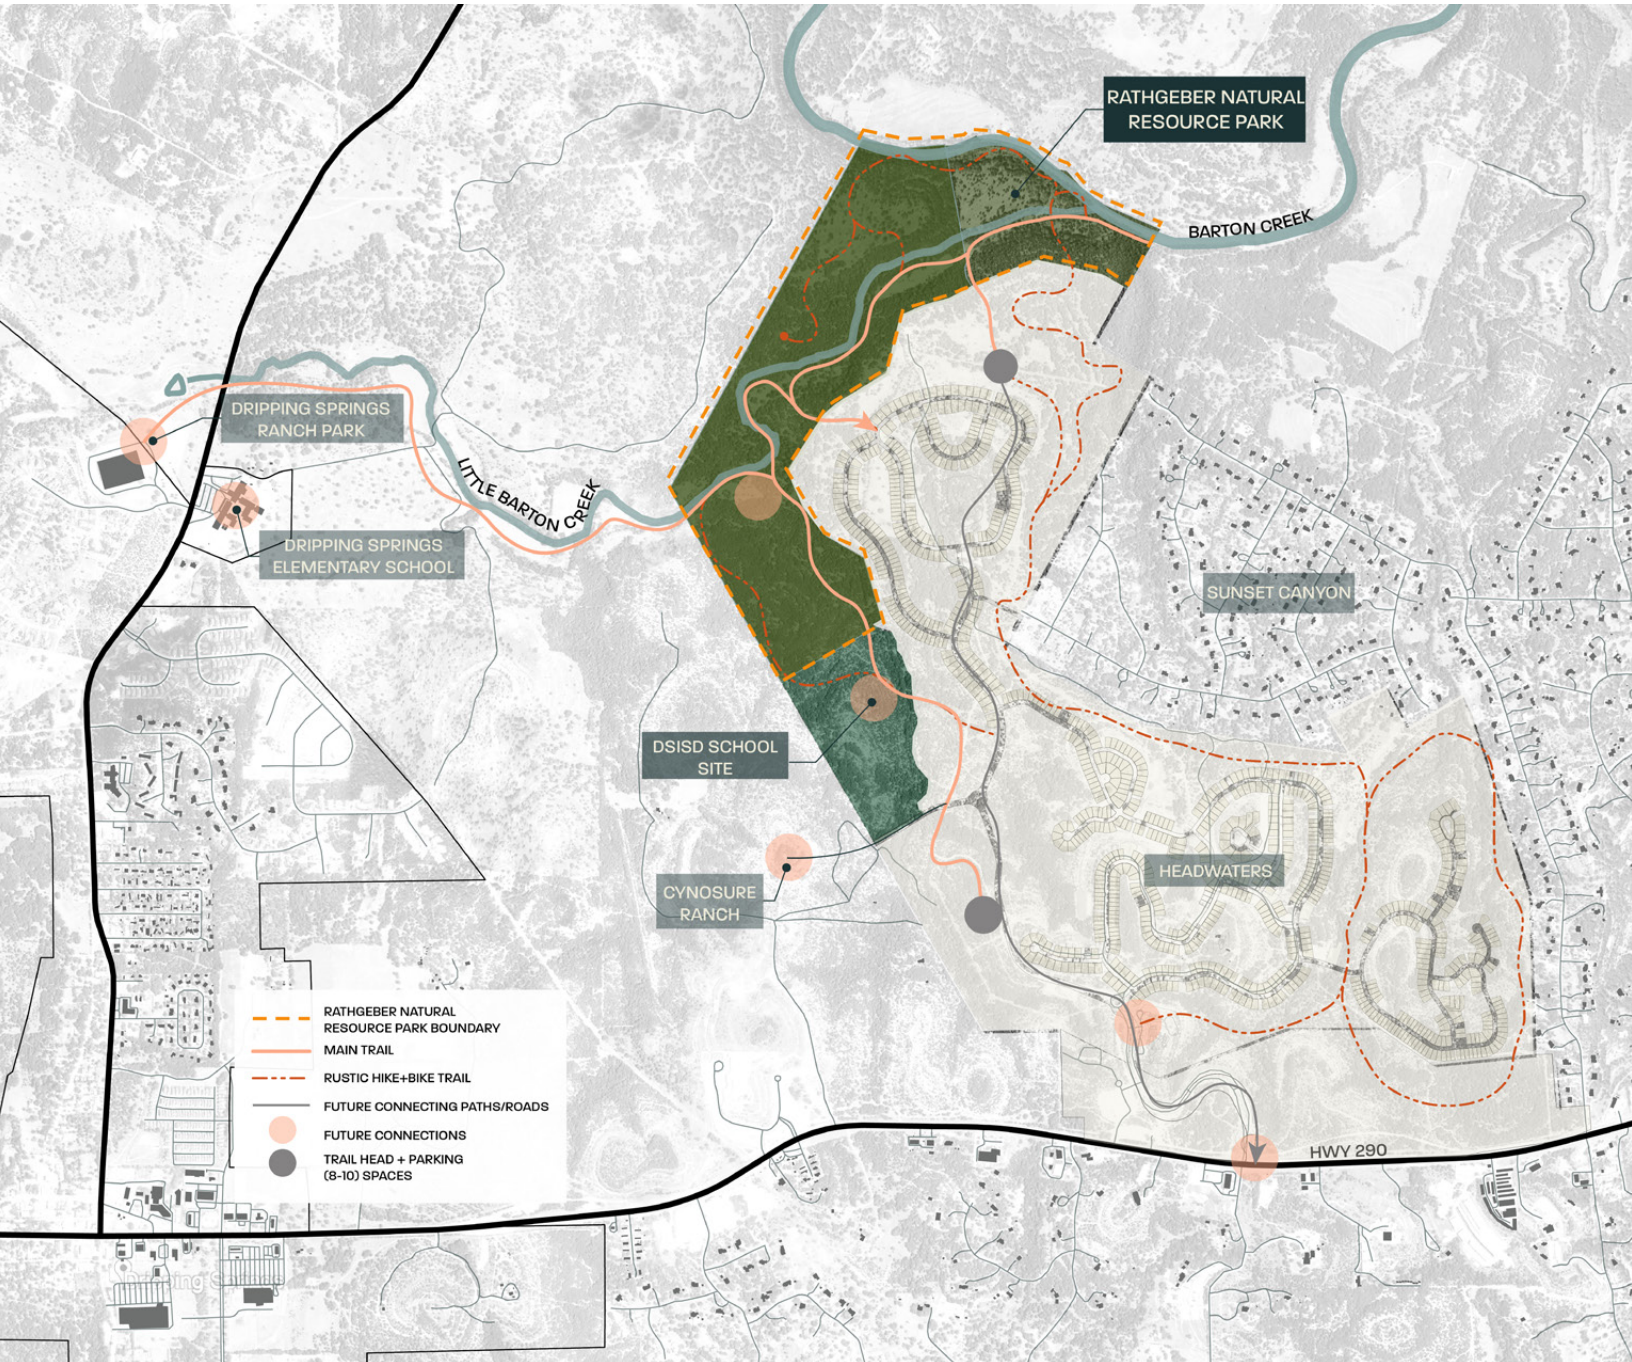 RATHGEBER NATURAL
RESOURCE PARK
BARTON CREEK
DRIPPING SPRINGS
RANCH PARK
LITTLE BARTON CREEK
DRIPPING SPRINGS
ELEMENTARY SCHOOL
SUNSET CANYON
DSISD SCHOOL
SITE
HEADWATERS
CYNOSURE
RANCH
RATHGEBER NATURAL
RESOURCE PARK BOUNDARY
MAIN TRAIL
RUSTIC HIKE+BIKE TRAIL
FUTURE CONNECTING PATHS/ROADS
FUTURE CONNECTIONS
TRAIL HEAD + PARKING
(8-10) SPACES
HWY 290